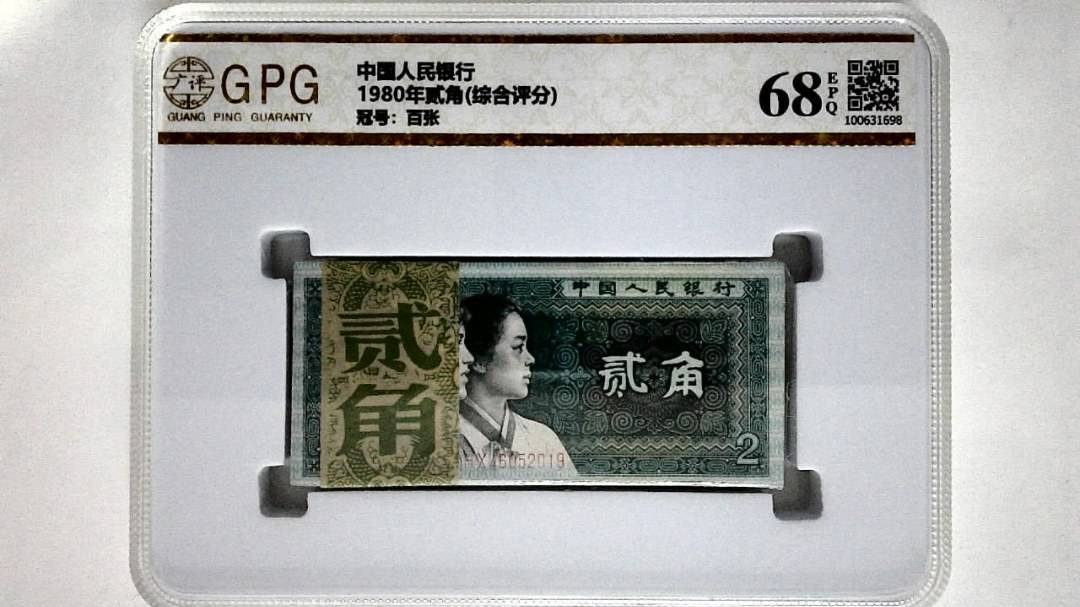 广评
GPG
GUANG PING GUARANTY
中国人民银行
1980年贰角(综合评分)
冠号：百张
68
EPQ
100631698
贰角
中国人民银行
贰角
2